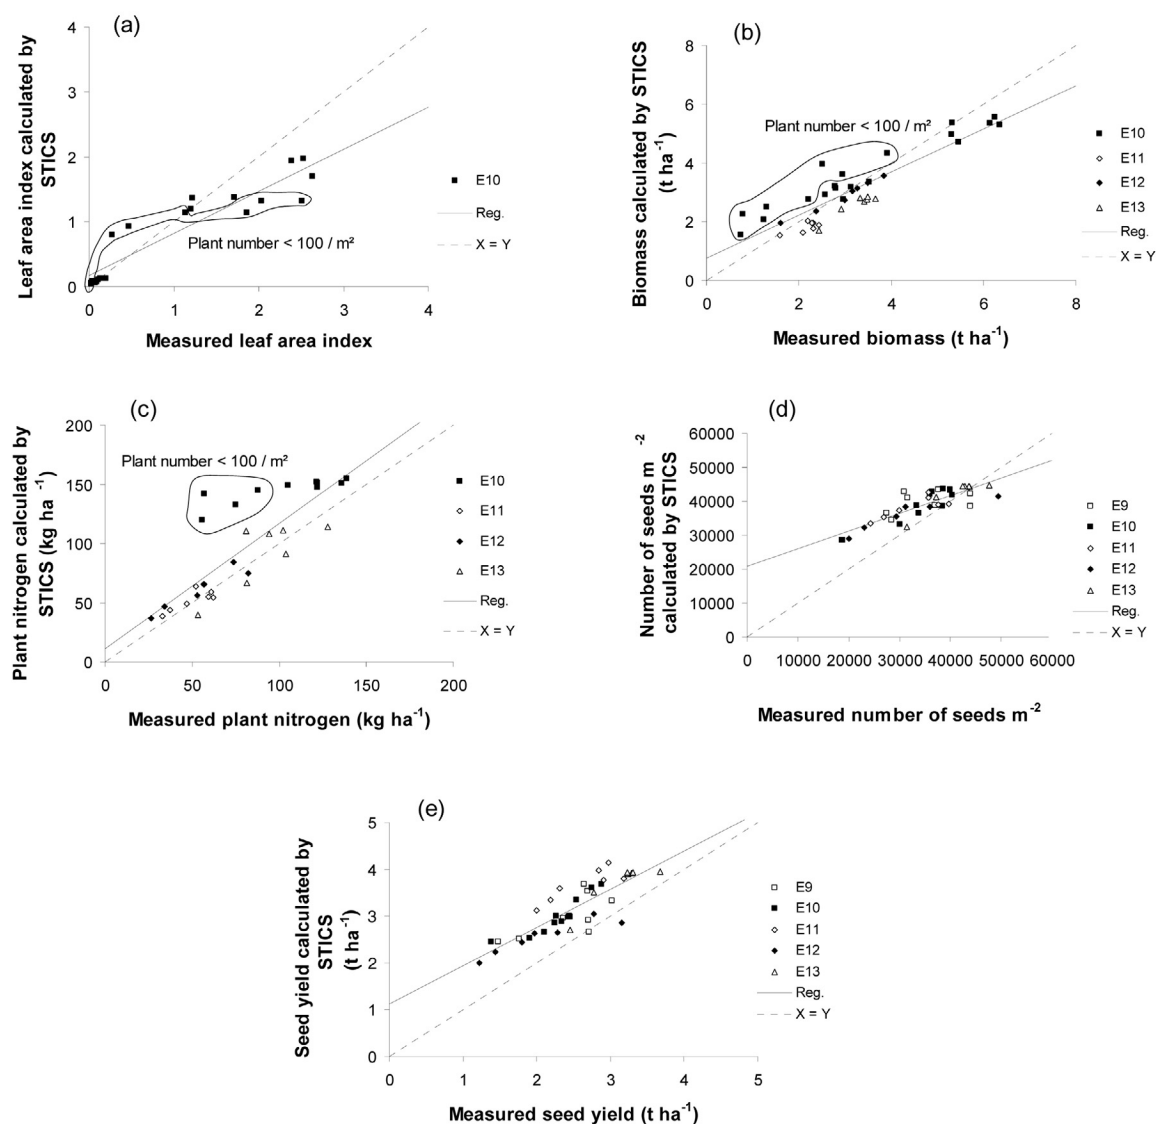 (a)
Leaf area index calculated by
STICS
4
3
2
1
0
0 1 2 3 4
Plant number < 100 / m²
Measured leaf area index
E10
Reg.
X = Y
(b)
Biomass calculated by STICS
(t ha⁻¹)
8
6
4
2
0
0 2 4 6 8
Plant number < 100 / m²
Measured biomass (t ha⁻¹)
E10
E11
E12
E13
Reg.
X = Y
(c)
Plant nitrogen calculated by
STICS (kg ha ⁻¹)
200
150
100
50
0
0 50 100 150 200
Plant number < 100 / m²
Measured plant nitrogen (kg ha⁻¹)
E10
E11
E12
E13
Reg.
X = Y
(d)
Number of seeds m ⁻²
calculated by STICS
60000
50000
40000
30000
20000
10000
0
0 10000 20000 30000 40000 50000 60000
Measured number of seeds m⁻²
E9
E10
E11
E12
E13
Reg.
X = Y
(e)
Seed yield calculated by
STICS
(t ha⁻¹)
5
4
3
2
1
0
0 1 2 3 4 5
Measured seed yield (t ha⁻¹)
E9
E10
E11
E12
E13
Reg.
X = Y